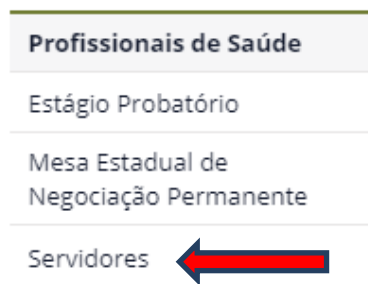 Profissionais de Saúde
Estágio Probatório
Mesa Estadual de
Negociação Permanente
Servidores